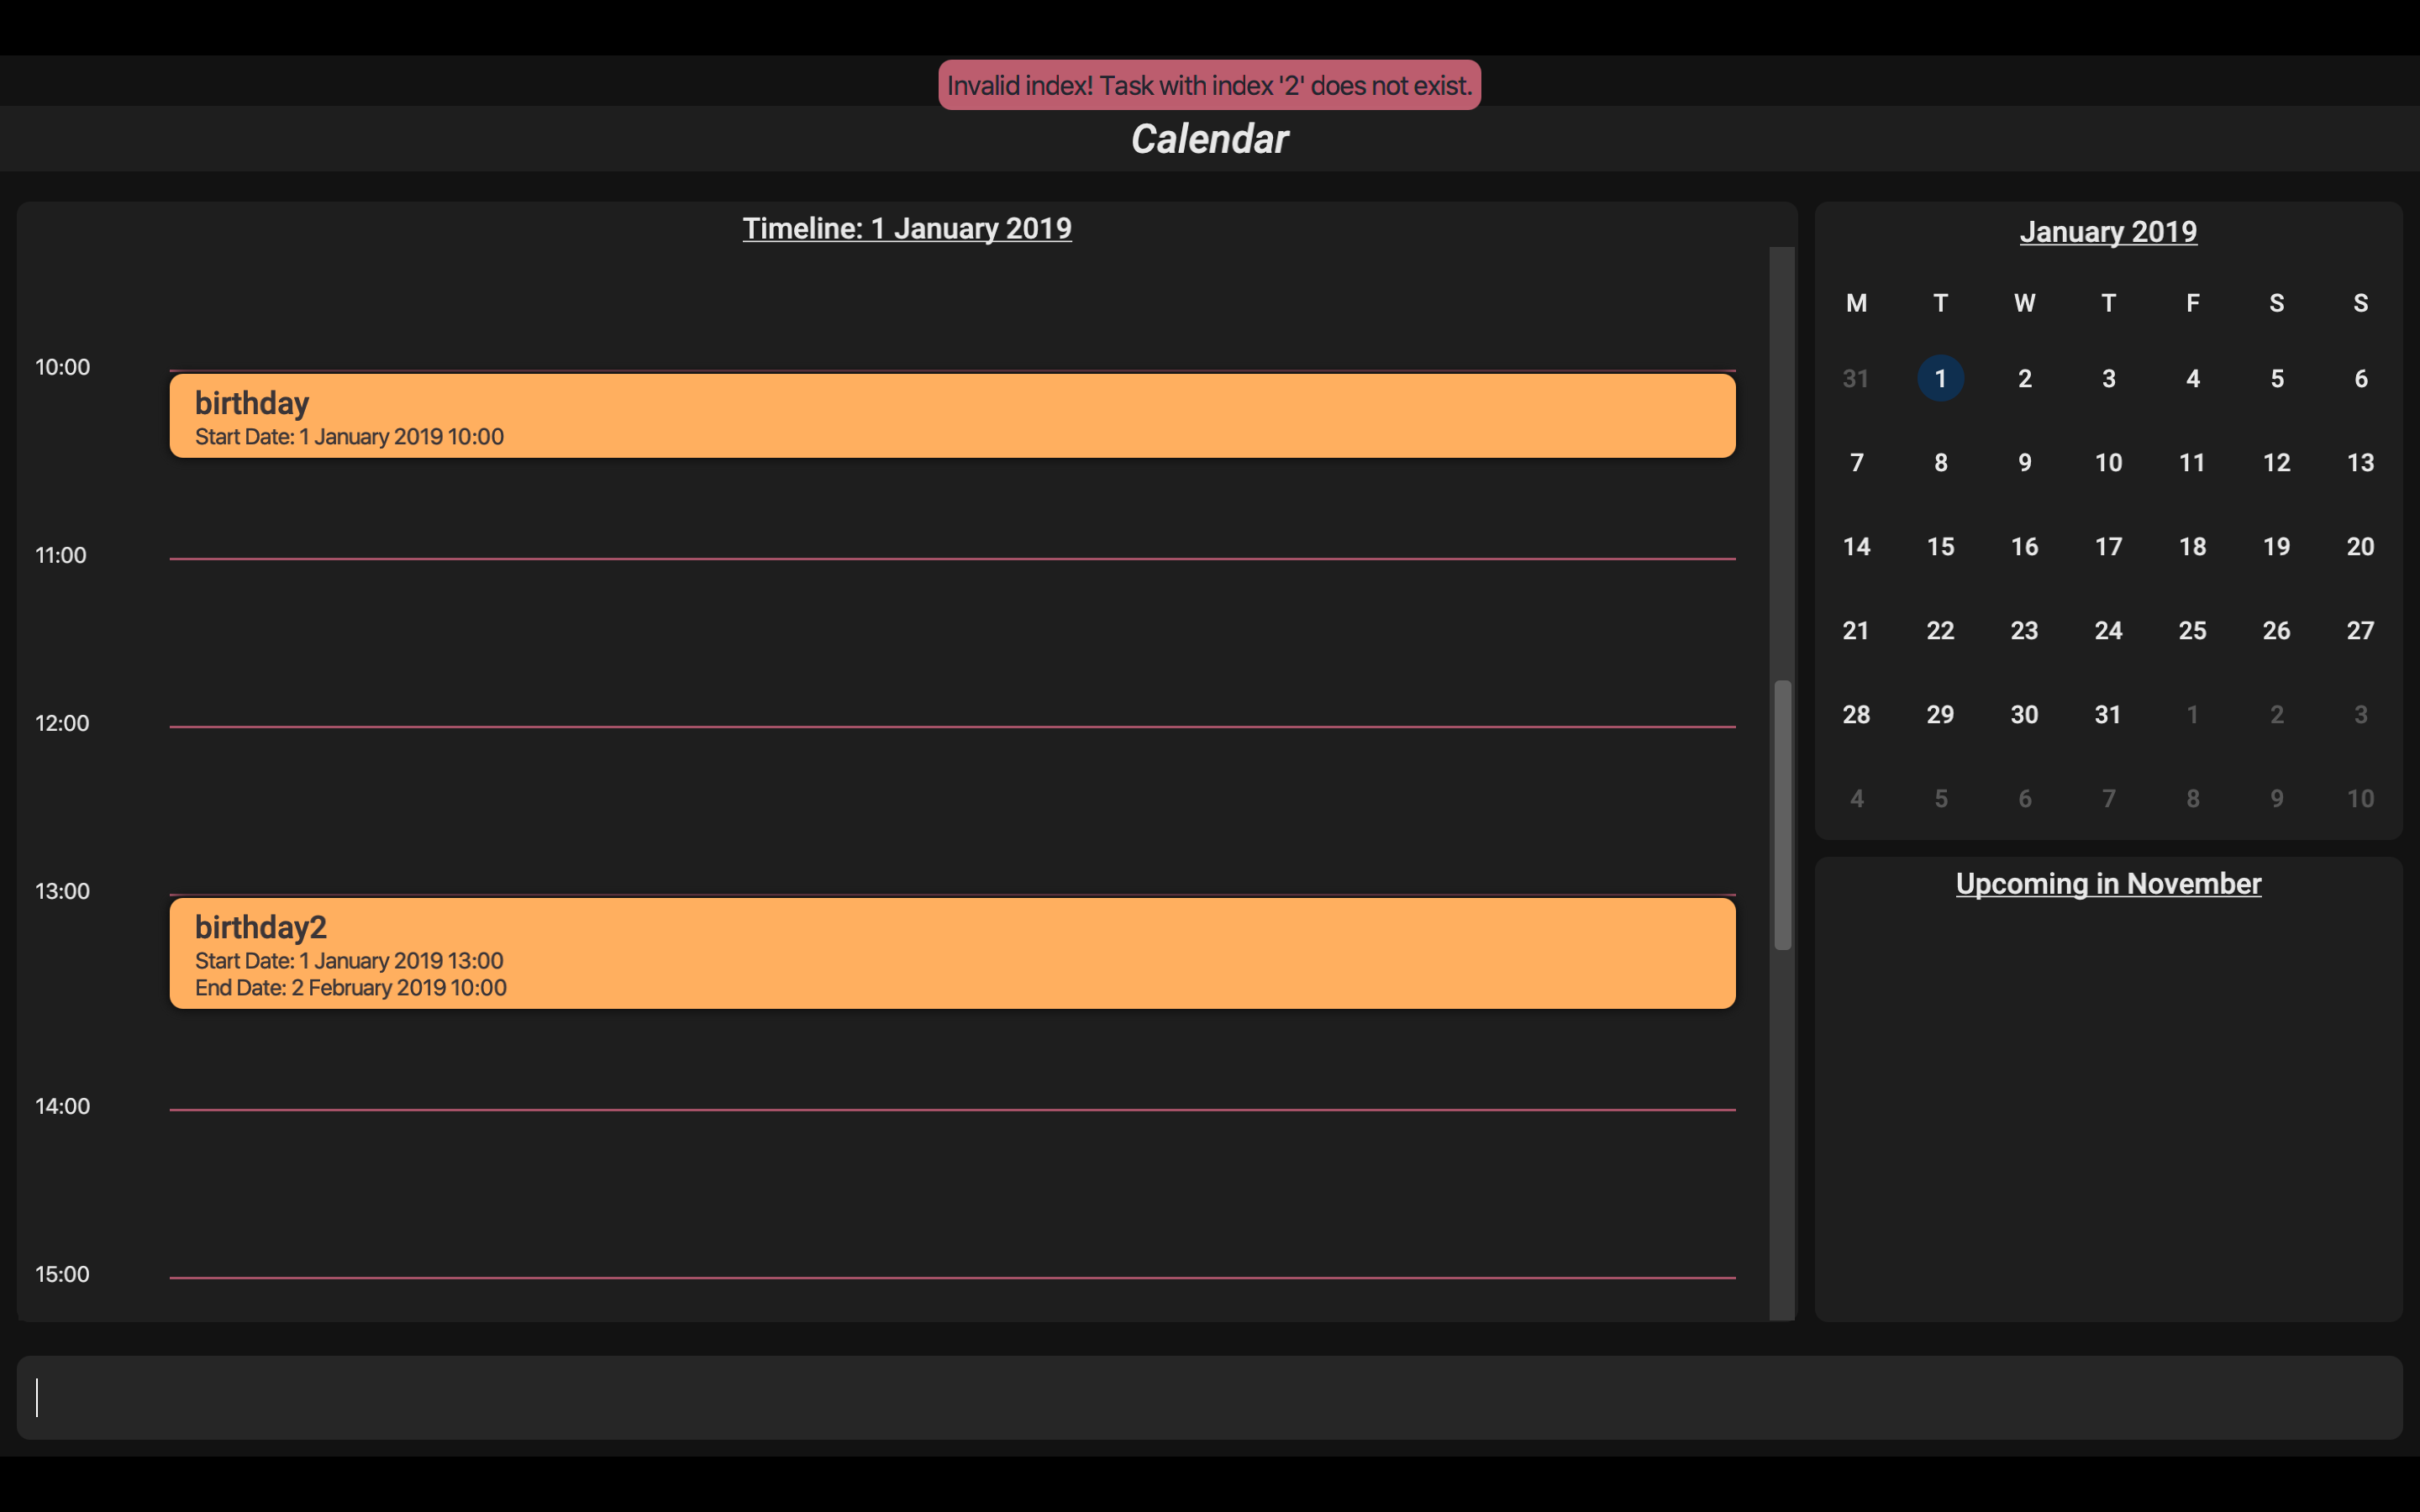 Invalid index! Task with index '2' does not exist.
Calendar
Timeline: 1 January 2019
10:00
birthday
Start Date: 1 January 2019 10:00
11:00
12:00
13:00
birthday2
Start Date: 1 January 2019 13:00
End Date: 2 February 2019 10:00
14:00
15:00
January 2019
M T W T F S S
31 1 2 3 4 5 6
7 8 9 10 11 12 13
14 15 16 17 18 19 20
21 22 23 24 25 26 27
28 29 30 31 1 2 3
4 5 6 7 8 9 10
Upcoming in November